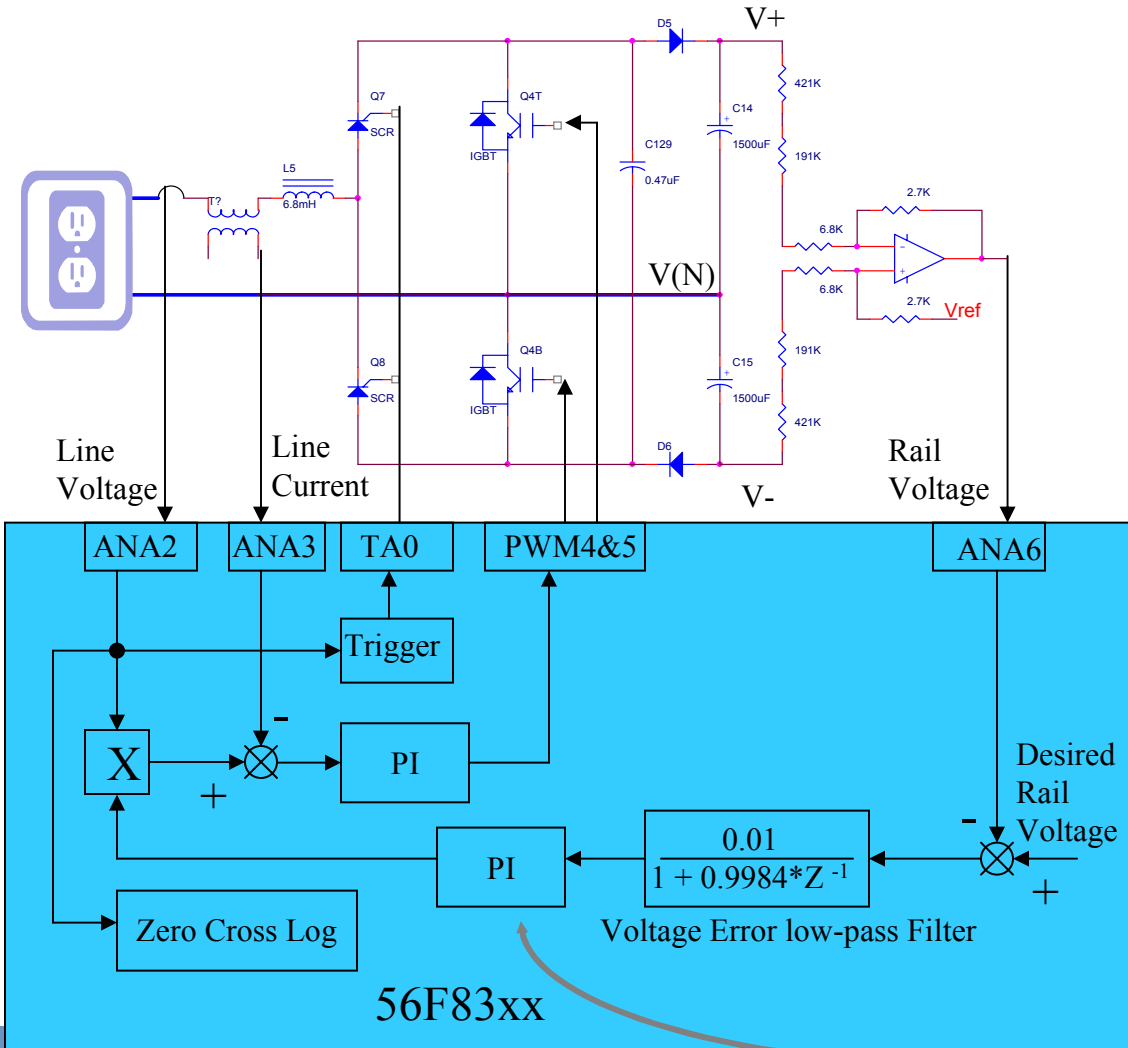 D5
V+
421K
Q7
SCR
Q4T
IGBT
C14
1500uF
C129
0.47uF
191K
L5
6.8mH
T?
2.7K
6.8K
-
+
6.8K
2.7K
Vref
V(N)
Q8
SCR
Q4B
IGBT
C15
1500uF
191K
421K
D6
V-
Line
Voltage
Line
Current
Rail
Voltage
ANA2
ANA3
TA0
PWM4&5
ANA6
Trigger
X
-
+
PI
PI
0.01
1 + 0.9984*Z -1
Voltage Error low-pass Filter
-
+
Desired
Rail
Voltage
Zero Cross Log
56F83xx